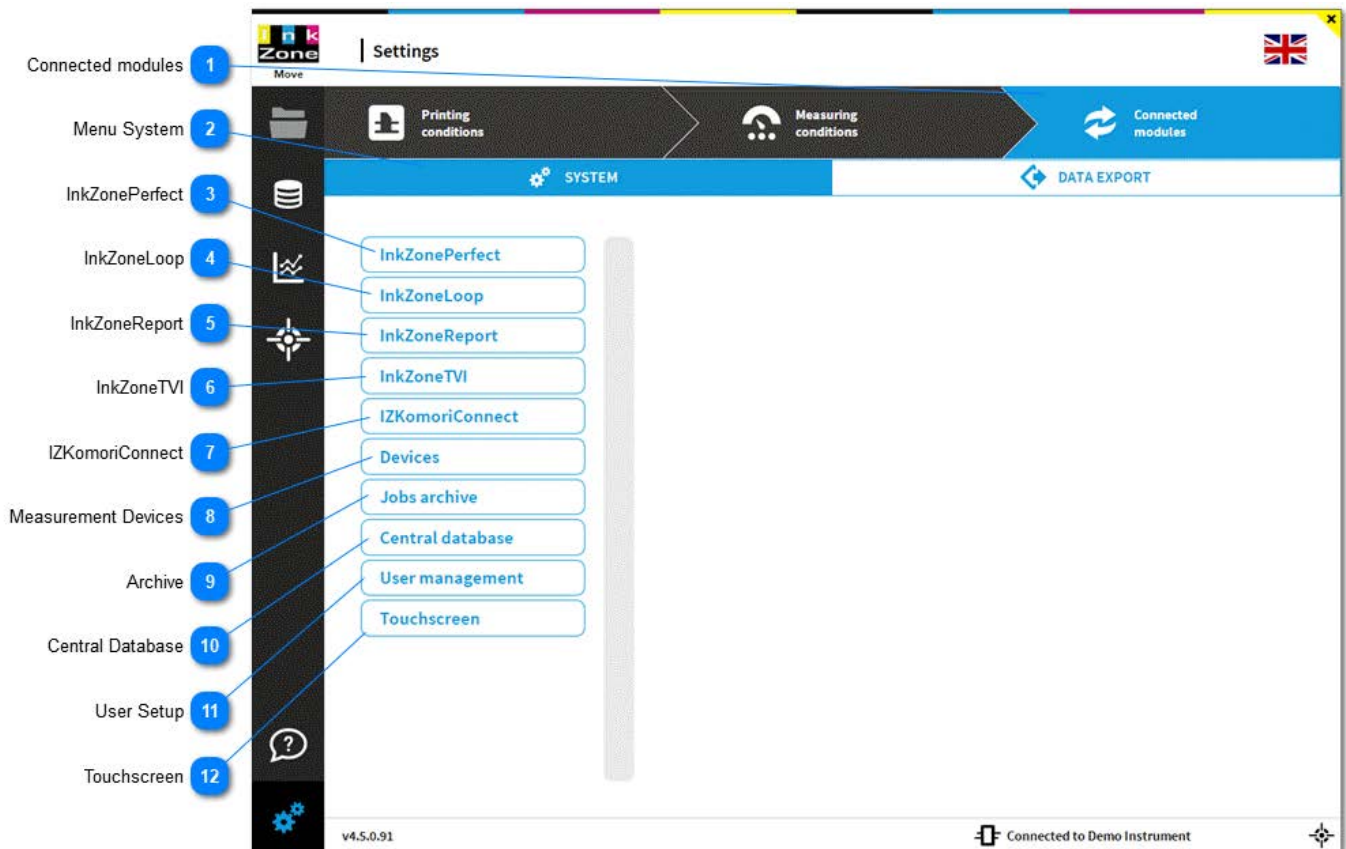 Ink
Zone
Move
Settings
×
Connected modules 1
Menu System 2
InkZonePerfect 3
InkZoneLoop 4
InkZoneReport 5
InkZoneTVI 6
IZKomoriConnect 7
Measurement Devices 8
Archive 9
Central Database 10
User Setup 11
Touchscreen 12
Printing
conditions
Measuring
conditions
Connected
modules
SYSTEM
DATA EXPORT
InkZonePerfect
InkZoneLoop
InkZoneReport
InkZoneTVI
IZKomoriConnect
Devices
Jobs archive
Central database
User management
Touchscreen
?
v4.5.0.91
Connected to Demo Instrument